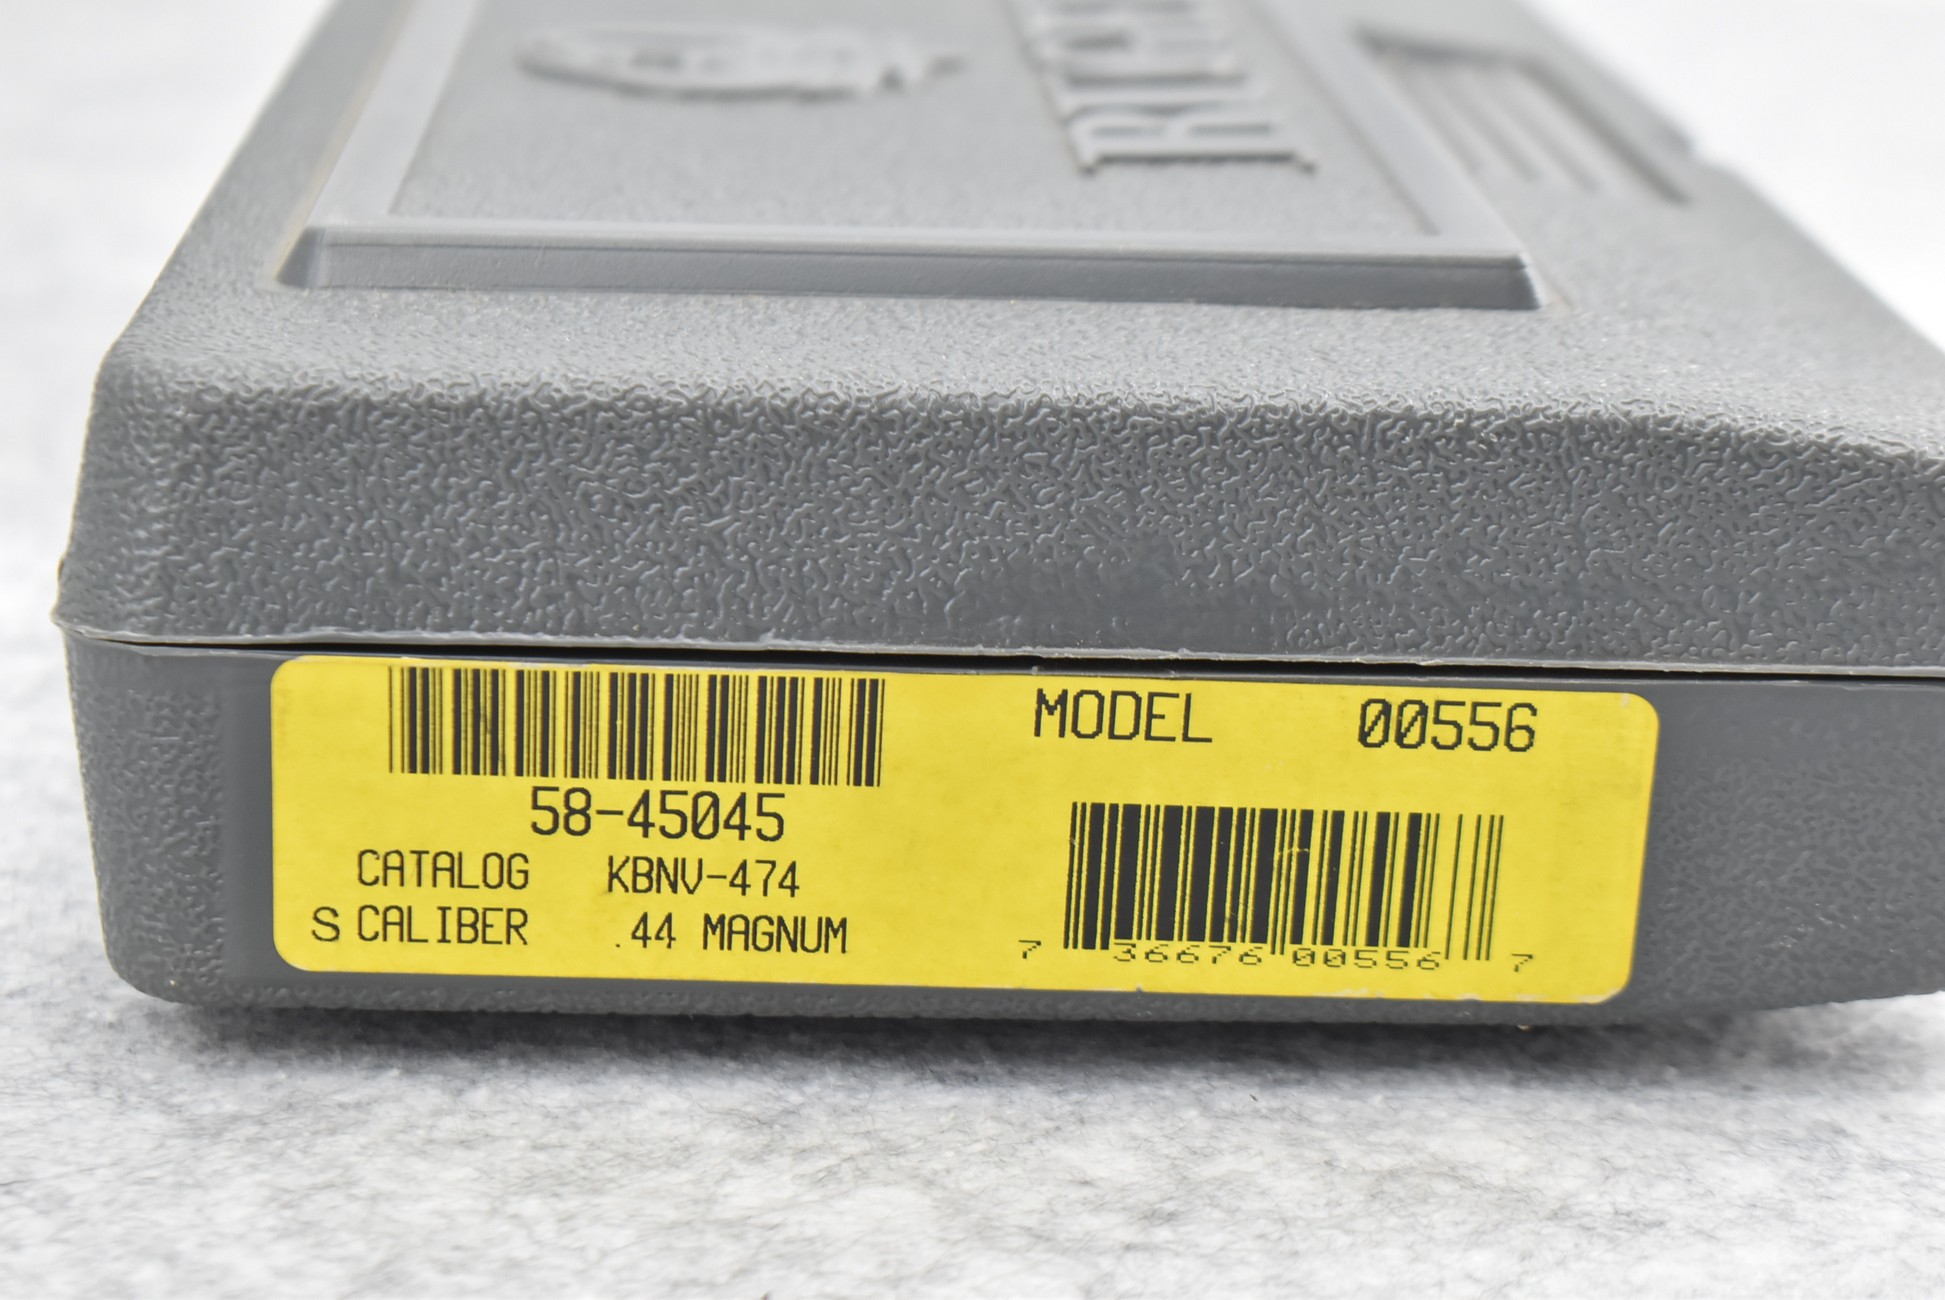 MODEL 00556
58-45045
CATALOG KBNV-474
S CALIBER .44 MAGNUM
7 36676 00556 7